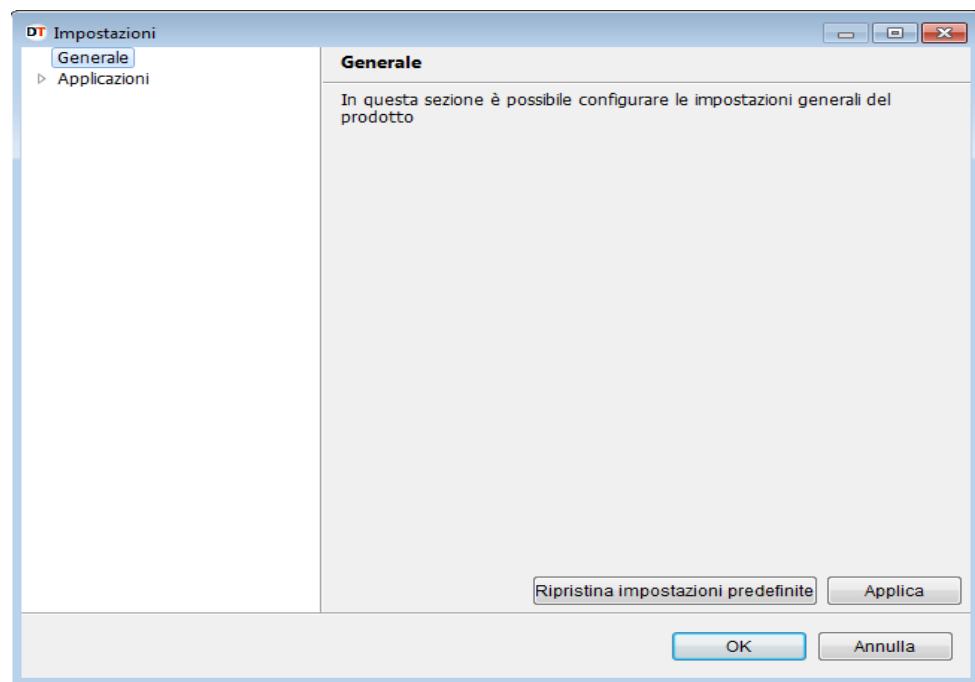 DT Impostazioni
Generale
Applicazioni
Generale
In questa sezione è possibile configurare le impostazioni generali del
prodotto
Ripristina impostazioni predefinite
Applica
OK
Annulla